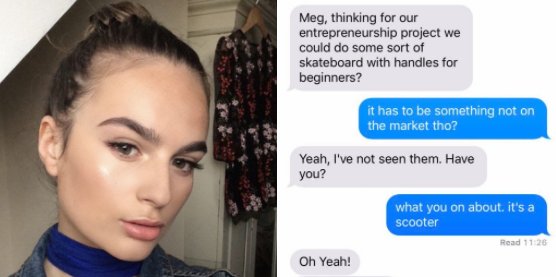 Meg, thinking for our
entrepreneurship project we
could do some sort of
skateboard with handles for
beginners?
it has to be something not on
the market tho?
Yeah, I've not seen them. Have
you?
what you on about. it's a
scooter
Read 11:26
Oh Yeah!